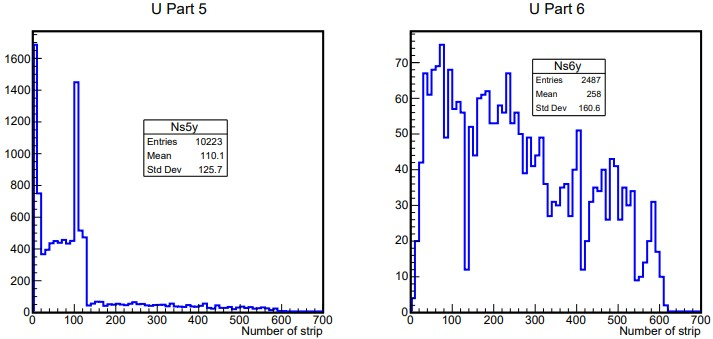 U Part 5
1600
1400
1200
1000
800
600
400
200
0
Ns5y
Entries 10223
Mean 110.1
Std Dev 125.7
0 100 200 300 400 500 600 700
Number of strip
U Part 6
70
60
50
40
30
20
10
0
Ns6y
Entries 2487
Mean 258
Std Dev 160.6
0 100 200 300 400 500 600 700
Number of strip